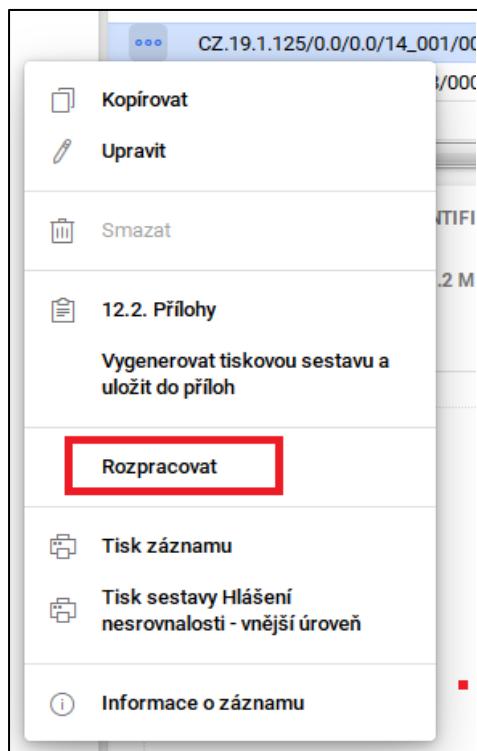 CZ.19.1.125/0.0/0.0/14_001/00
Kopírovat
/000
Upravit
NTIFI
Smazat
.2 M
12.2. Přílohy
Vygenerovat tiskovou sestavu a
uložit do příloh
Rozpracovat
Tisk záznamu
Tisk sestavy Hlášení
nesrovnalosti - vnější úroveň
Informace o záznamu